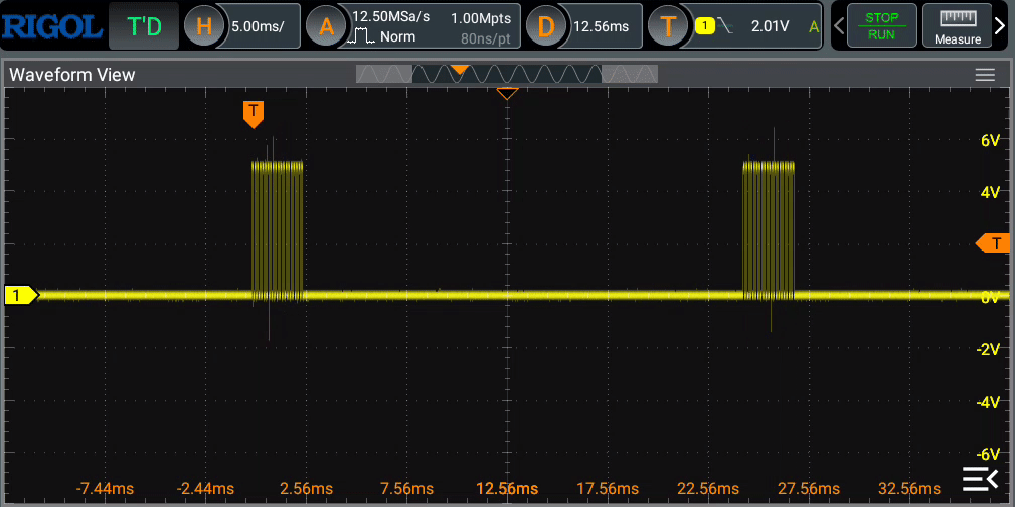 RIGOL T'D H 5.00ms/ A 12.50MSa/s 1.00Mpts D 12.56ms T 1 2.01V A STOP Measure
Norm 80ns/pt RUN
Waveform View
T
6V
4V
T
1 0V
-2V
-4V
-6V
-7.44ms -2.44ms 2.56ms 7.56ms 12.56ms 17.56ms 22.56ms 27.56ms 32.56ms